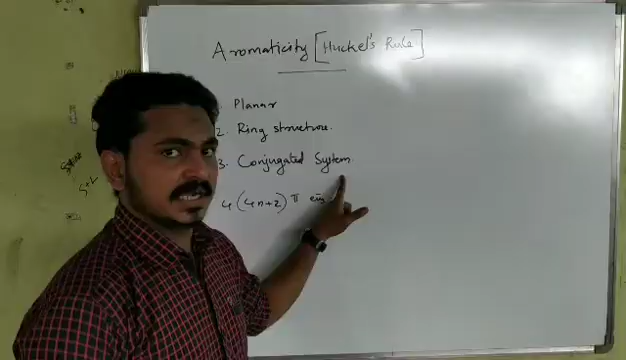 Aromaticity [Huckel's Rule]
Planar
2. Ring structure.
3. Conjugated System.
4 (4n+2) π